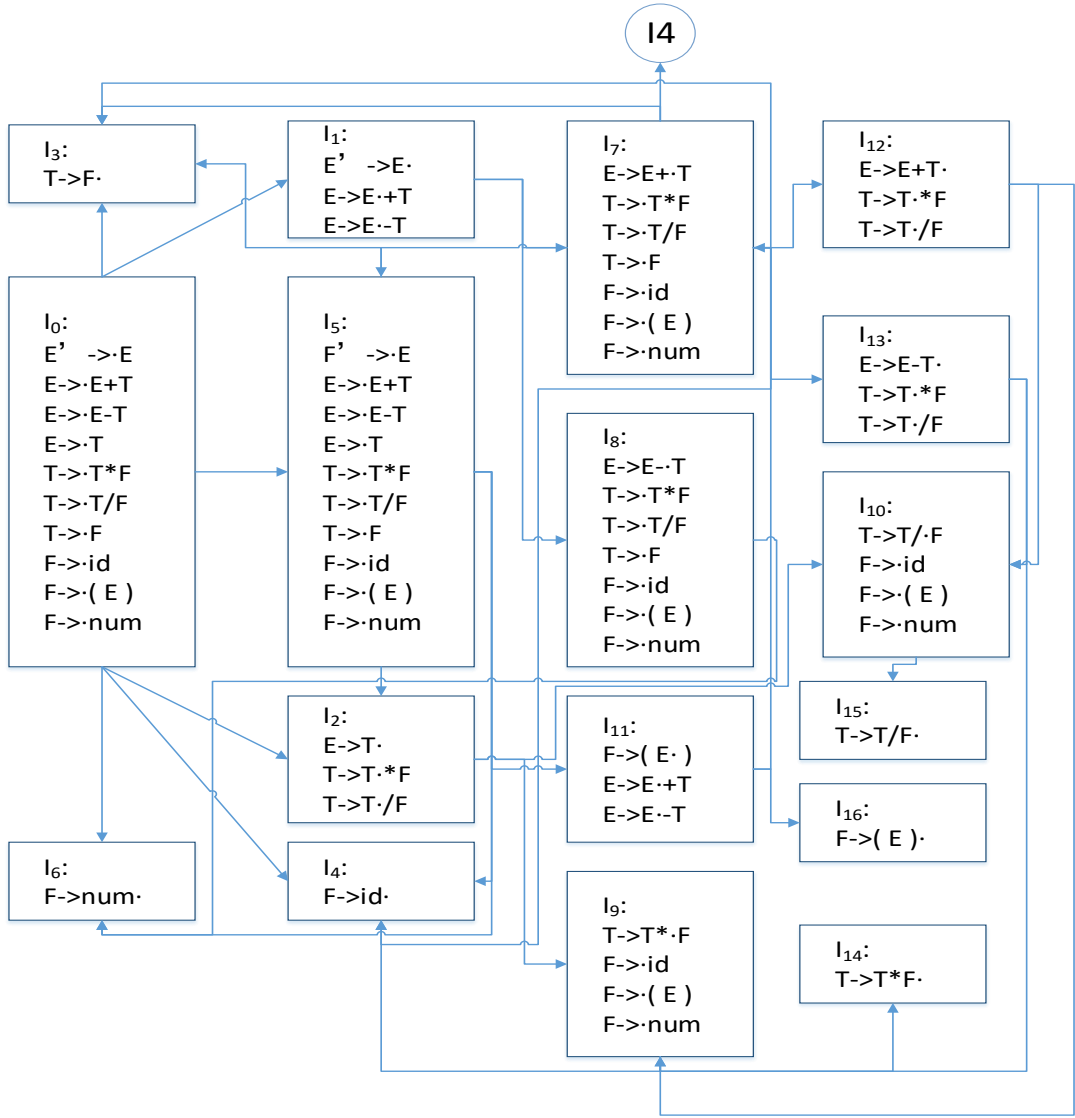 I4
I₃:
T->F·
I₁:
E’ ->E·
E->E·+T
E->E·-T
I₇:
E->E+·T
T->·T*F
T->·T/F
T->·F
F->·id
F->·( E )
F->·num
I₁₂:
E->E+T·
T->T·*F
T->T·/F
I₀:
E’ ->·E
E->·E+T
E->·E-T
E->·T
T->·T*F
T->·T/F
T->·F
F->·id
F->·( E )
F->·num
I₅:
F’ ->·E
E->·E+T
E->·E-T
E->·T
T->·T*F
T->·T/F
T->·F
F->·id
F->·( E )
F->·num
I₁₃:
E->E-T·
T->T·*F
T->T·/F
I₈:
E->E-·T
T->·T*F
T->·T/F
T->·F
F->·id
F->·( E )
F->·num
I₁₀:
T->T/·F
F->·id
F->·( E )
F->·num
I₂:
E->T·
T->T·*F
T->T·/F
I₁₁:
F->( E· )
E->E·+T
E->E·-T
I₁₅:
T->T/F·
I₁₆:
F->( E )·
I₆:
F->num·
I₄:
F->id·
I₉:
T->T*·F
F->·id
F->·( E )
F->·num
I₁₄:
T->T*F·